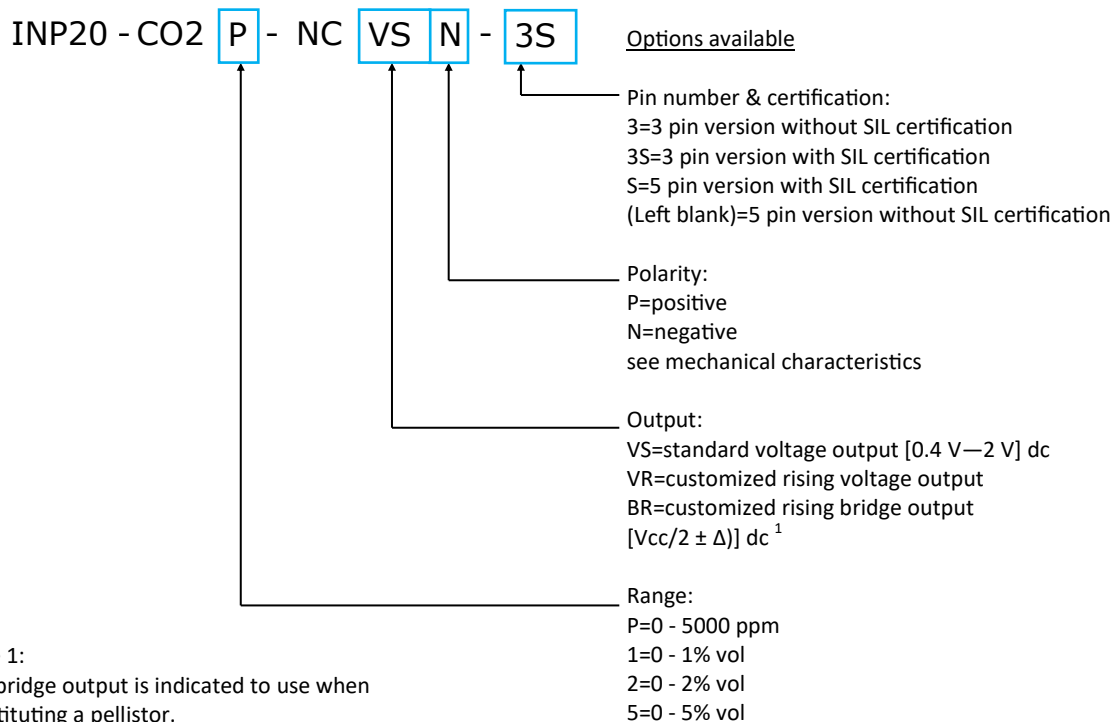 INP20 - CO2 P - NC VS N - 3S
Options available
Pin number & certification:
3=3 pin version without SIL certification
3S=3 pin version with SIL certification
S=5 pin version with SIL certification
(Left blank)=5 pin version without SIL certification
Polarity:
P=positive
N=negative
see mechanical characteristics
Output:
VS=standard voltage output [0.4 V—2 V] dc
VR=customized rising voltage output
BR=customized rising bridge output
[Vcc/2 ± Δ)] dc 1
Range:
P=0 - 5000 ppm
1=0 - 1% vol
2=0 - 2% vol
5=0 - 5% vol
1:
bridge output is indicated to use when
tituting a pellistor.